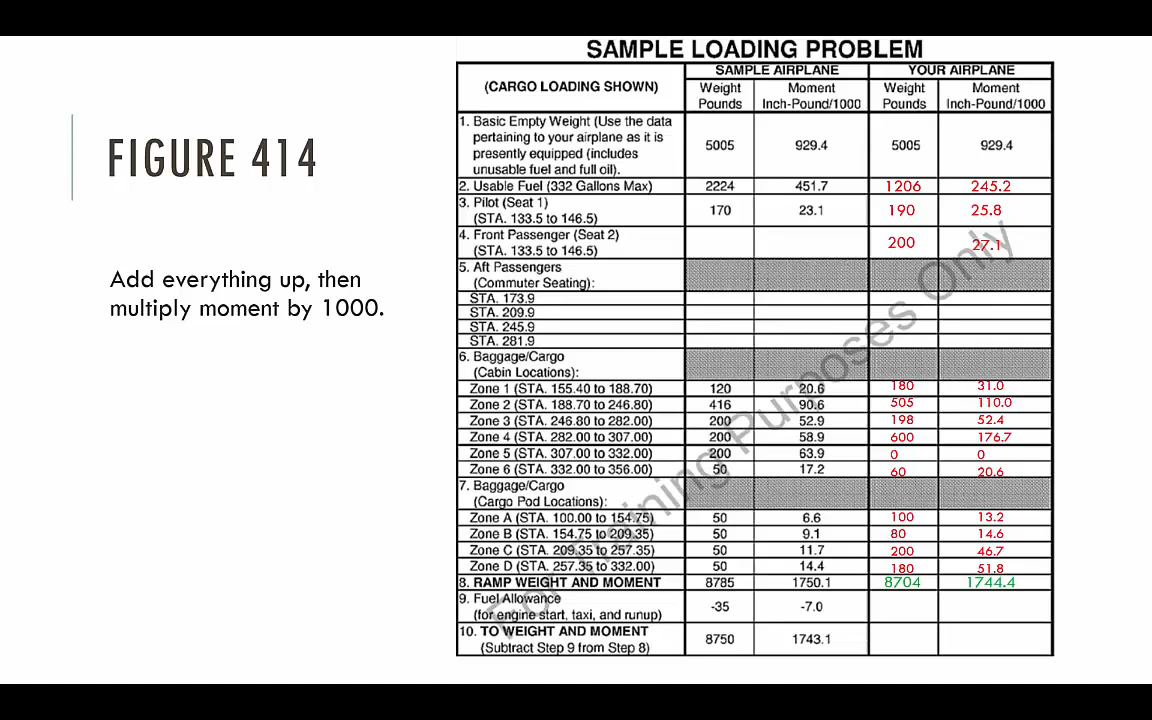 FIGURE 414
Add everything up, then
multiply moment by 1000.
SAMPLE LOADING PROBLEM
(CARGO LOADING SHOWN) SAMPLE AIRPLANE YOUR AIRPLANE
Weight Pounds Moment Inch-Pound/1000 Weight Pounds Moment Inch-Pound/1000
1. Basic Empty Weight (Use the data
pertaining to your airplane as it is
presently equipped (includes
unusable fuel and full oil). 5005 929.4 5005 929.4
2. Usable Fuel (332 Gallons Max) 2224 451.7 1206 245.2
3. Pilot (Seat 1)
(STA. 133.5 to 146.5) 170 23.1 190 25.8
4. Front Passenger (Seat 2)
(STA. 133.5 to 146.5) 200 27.1
5. Aft Passengers
(Commuter Seating):
STA. 173.9
STA. 209.9
STA. 245.9
STA. 281.9
6. Baggage/Cargo
(Cabin Locations):
Zone 1 (STA. 155.40 to 188.70) 120 20.6 180 31.0
Zone 2 (STA. 188.70 to 246.80) 416 90.6 505 110.0
Zone 3 (STA. 246.80 to 282.00) 200 52.9 198 52.4
Zone 4 (STA. 282.00 to 307.00) 200 58.9 600 176.7
Zone 5 (STA. 307.00 to 332.00) 200 63.9 0 0
Zone 6 (STA. 332.00 to 356.00) 50 17.2 60 20.6
7. Baggage/Cargo
(Cargo Pod Locations):
Zone A (STA. 100.00 to 154.75) 50 6.6 100 13.2
Zone B (STA. 154.75 to 209.35) 50 9.1 80 14.6
Zone C (STA. 209.35 to 257.35) 50 11.7 200 46.7
Zone D (STA. 257.35 to 332.00) 50 14.4 180 51.8
8. RAMP WEIGHT AND MOMENT 8785 1750.1 8704 1744.4
9. Fuel Allowance
(for engine start, taxi, and runup) -35 -7.0
10. TO WEIGHT AND MOMENT
(Subtract Step 9 from Step 8) 8750 1743.1
For Training Purposes Only